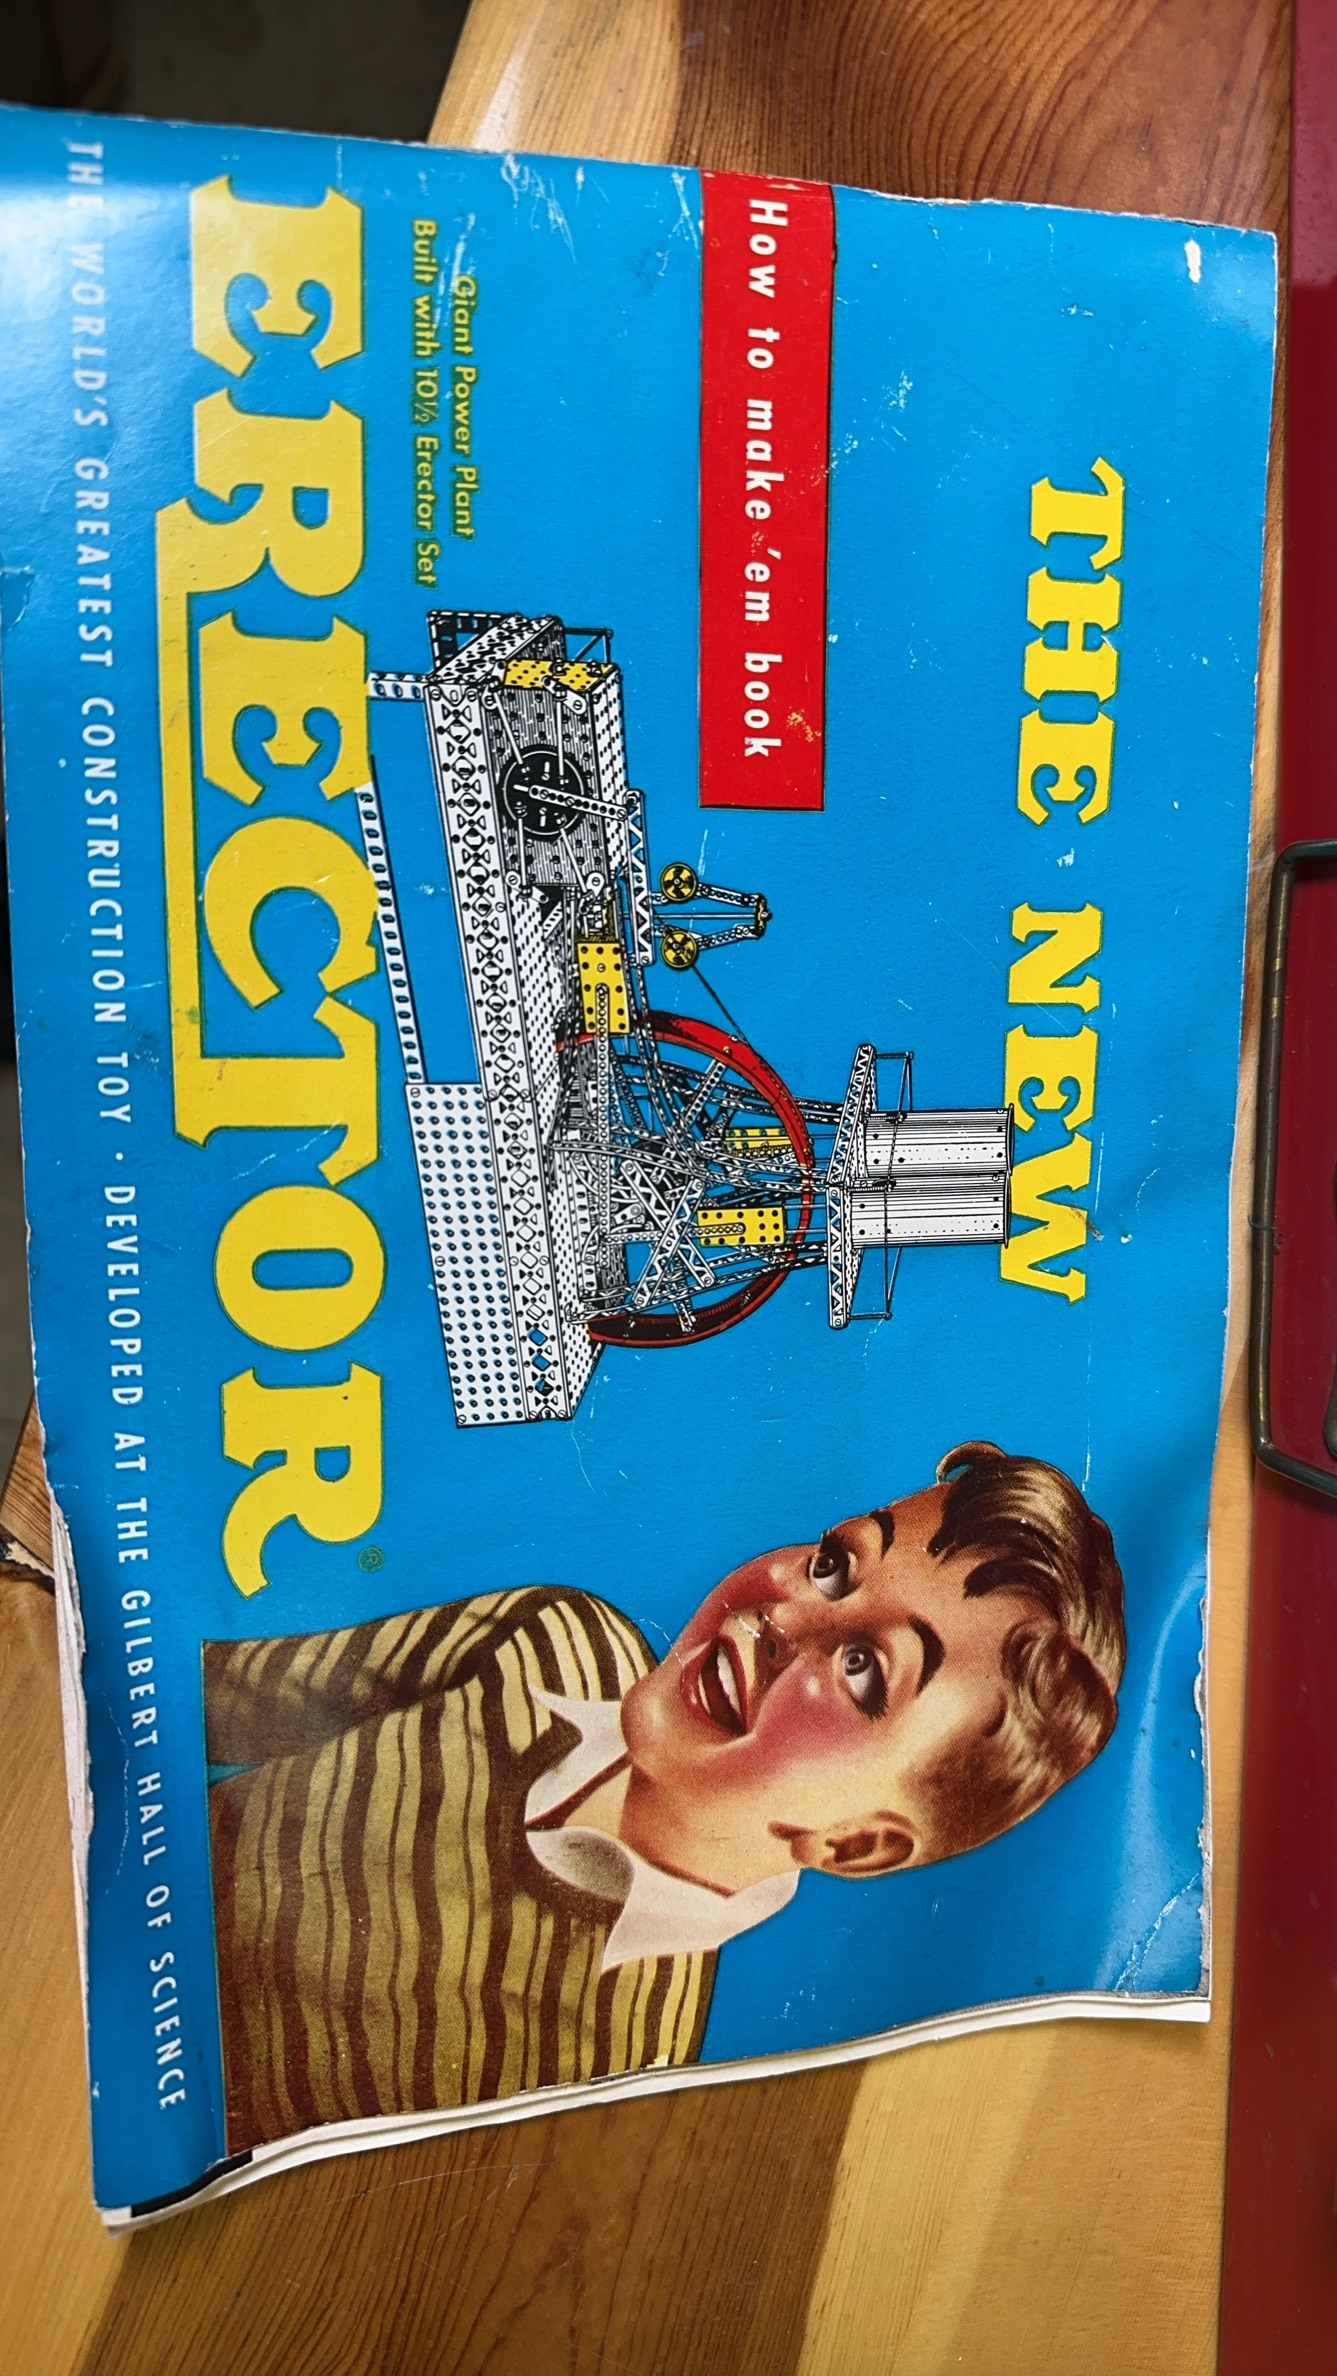 THE NEW
How to make 'em book
Giant Power Plant
Built with 10½ Erector Set
ERECTOR®
THE WORLD'S GREATEST CONSTRUCTION TOY · DEVELOPED AT THE GILBERT HALL OF SCIENCE